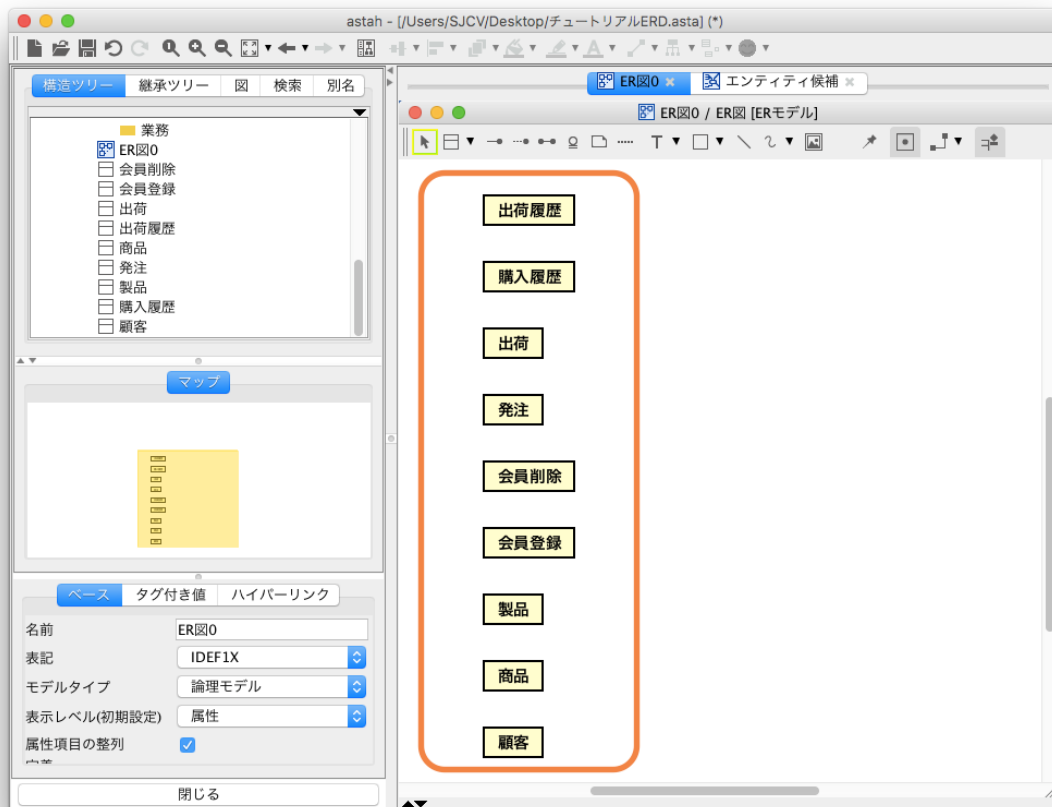 astah - [/Users/SJCV/Desktop/チュートリアルERD.asta] (*)
構造ツリー 継承ツリー 図 検索 別名
業務
ER図0
会員削除
会員登録
出荷
出荷履歴
商品
発注
製品
購入履歴
顧客
マップ
ベース タグ付き値 ハイパーリンク
名前 ER図0
表記 IDEF1X
モデルタイプ 論理モデル
表示レベル(初期設定) 属性
属性項目の整列
閉じる
ER図0 エンティティ候補
ER図0 / ER図 [ERモデル]
T
出荷履歴
購入履歴
出荷
発注
会員削除
会員登録
製品
商品
顧客